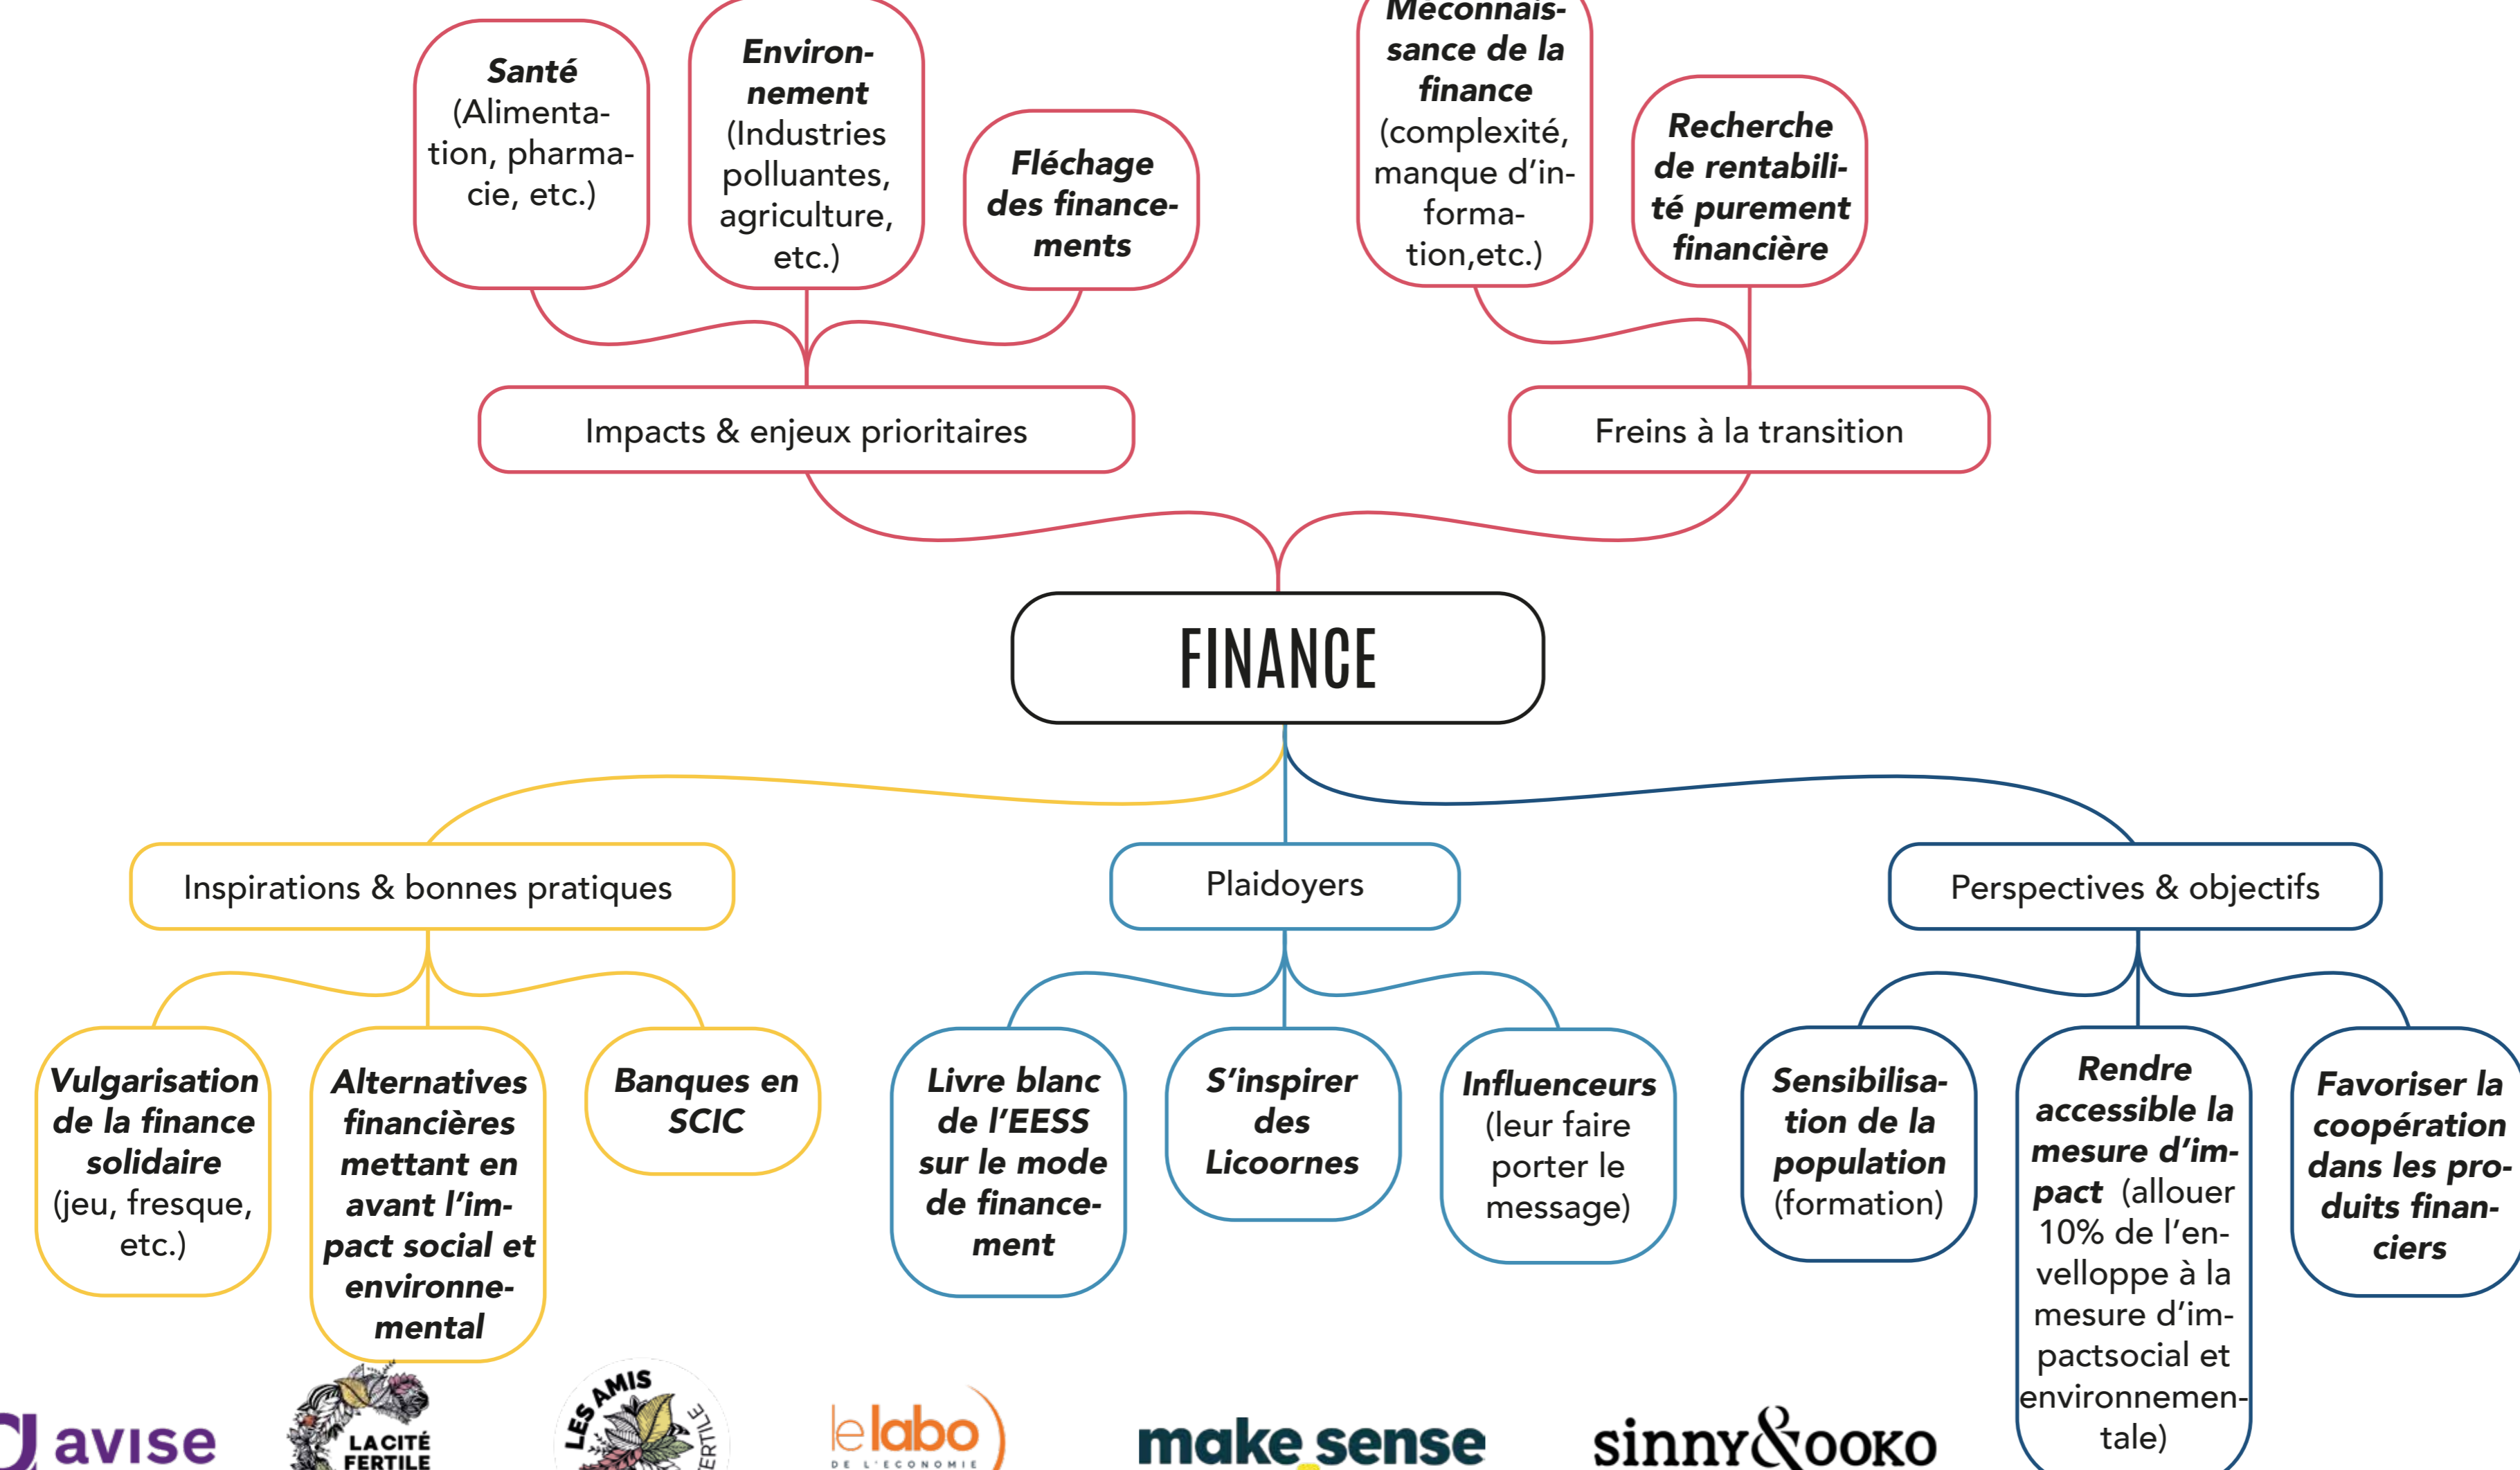 Santé
(Alimenta-
tion, pharma-
cie, etc.)
Environ-
nement
(Industries
polluantes,
agriculture,
etc.)
Fléchage
des finance-
ments
Méconnais-
sance de la
finance
(complexité,
manque d'in-
forma-
tion,etc.)
Recherche
de rentabili-
té purement
financière
Impacts & enjeux prioritaires
Freins à la transition
FINANCE
Inspirations & bonnes pratiques
Plaidoyers
Perspectives & objectifs
Vulgarisation
de la finance
solidaire
(jeu, fresque,
etc.)
Alternatives
financières
mettant en
avant l'im-
pact social et
environne-
mental
Banques en
SCIC
Livre blanc
de l'EESS
sur le mode
de finance-
ment
S'inspirer
des
Licoornes
Influenceurs
(leur faire
porter le
message)
Sensibilisa-
tion de la
population
(formation)
Rendre
accessible la
mesure d'im-
pact (allouer
10% de l'en-
velloppe à la
mesure d'im-
pactsocial et
environnemen-
tale)
Favoriser la
coopération
dans les pro-
duits finan-
ciers
avise
LA CITÉ
FERTILE
LES AMIS
ERTILE
le labo
DE L'ECONOMIE
make sense
sinny&ooko